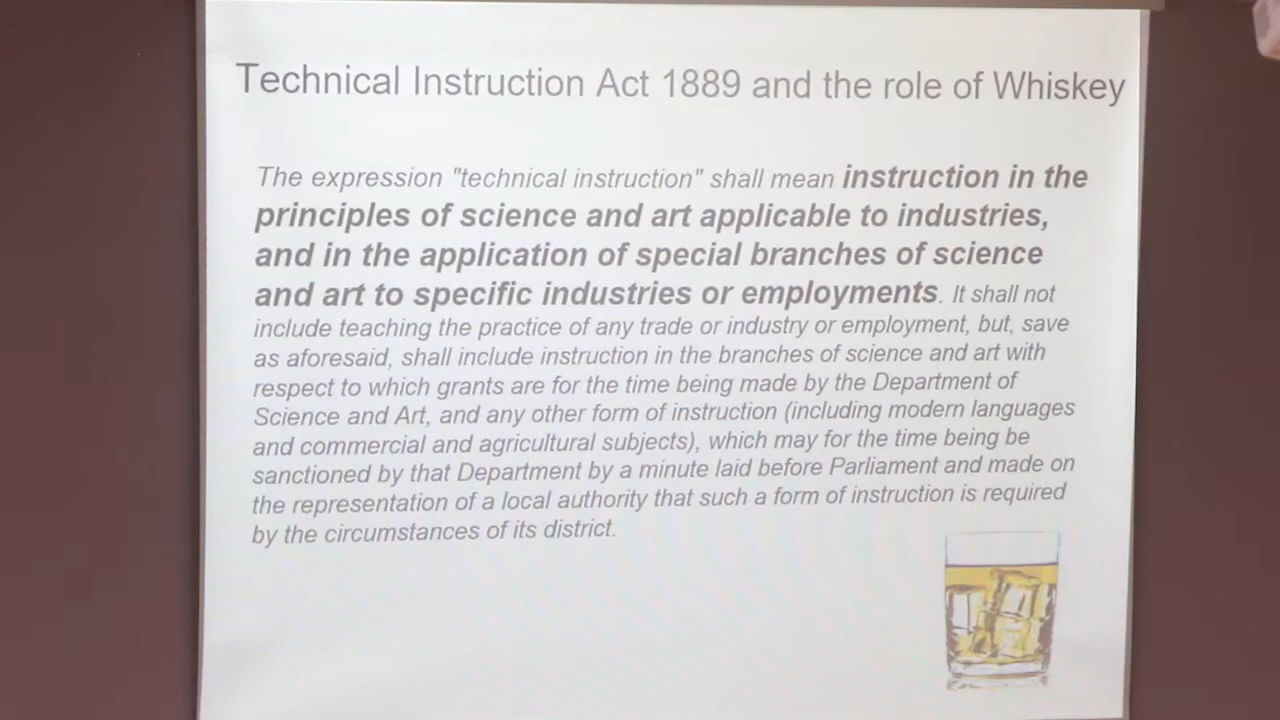 Technical Instruction Act 1889 and the role of Whiskey
The expression "technical instruction" shall mean instruction in the
principles of science and art applicable to industries,
and in the application of special branches of science
and art to specific industries or employments. It shall not
include teaching the practice of any trade or industry or employment, but, save
as aforesaid, shall include instruction in the branches of science and art with
respect to which grants are for the time being made by the Department of
Science and Art, and any other form of instruction (including modern languages
and commercial and agricultural subjects), which may for the time being be
sanctioned by that Department by a minute laid before Parliament and made on
the representation of a local authority that such a form of instruction is required
by the circumstances of its district.